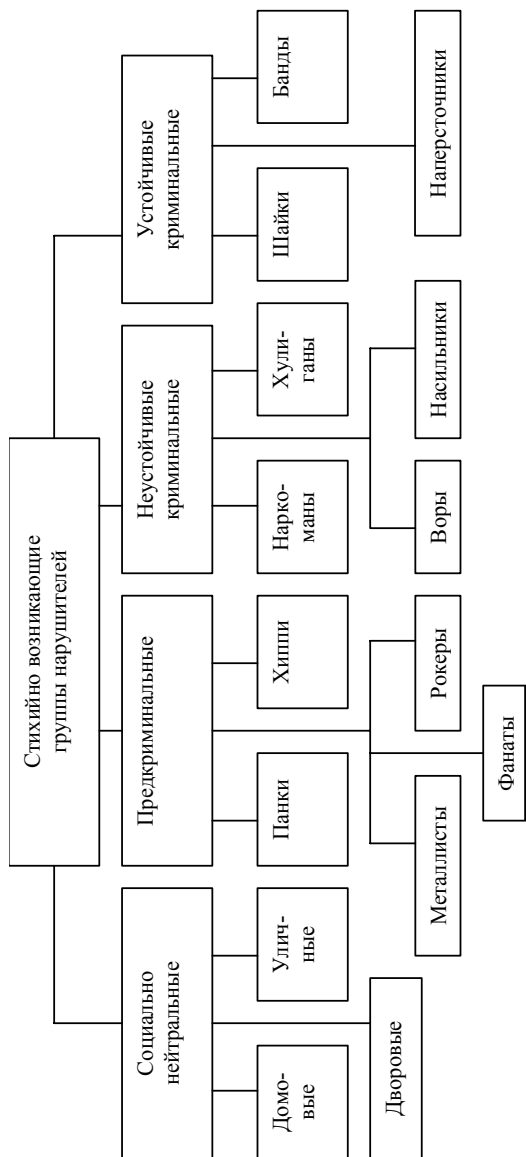 Стихийно возникающие
группы нарушителей
Социально
нейтральные
Предкриминальные
Неустойчивые
криминальные
Устойчивые
криминальные
Домо-
вые
Улич-
ные
Панки
Хиппи
Нарко-
маны
Хули-
ганы
Шайки
Банды
Дворовые
Металлисты
Рокеры
Воры
Насильники
Наперсточники
Фанаты